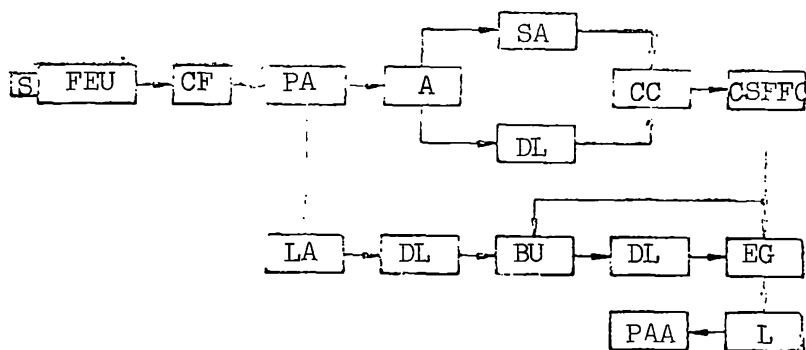 SA
S FEU CF PA A CC CSFFC
DL
LA DL BU DL EG
PAA L